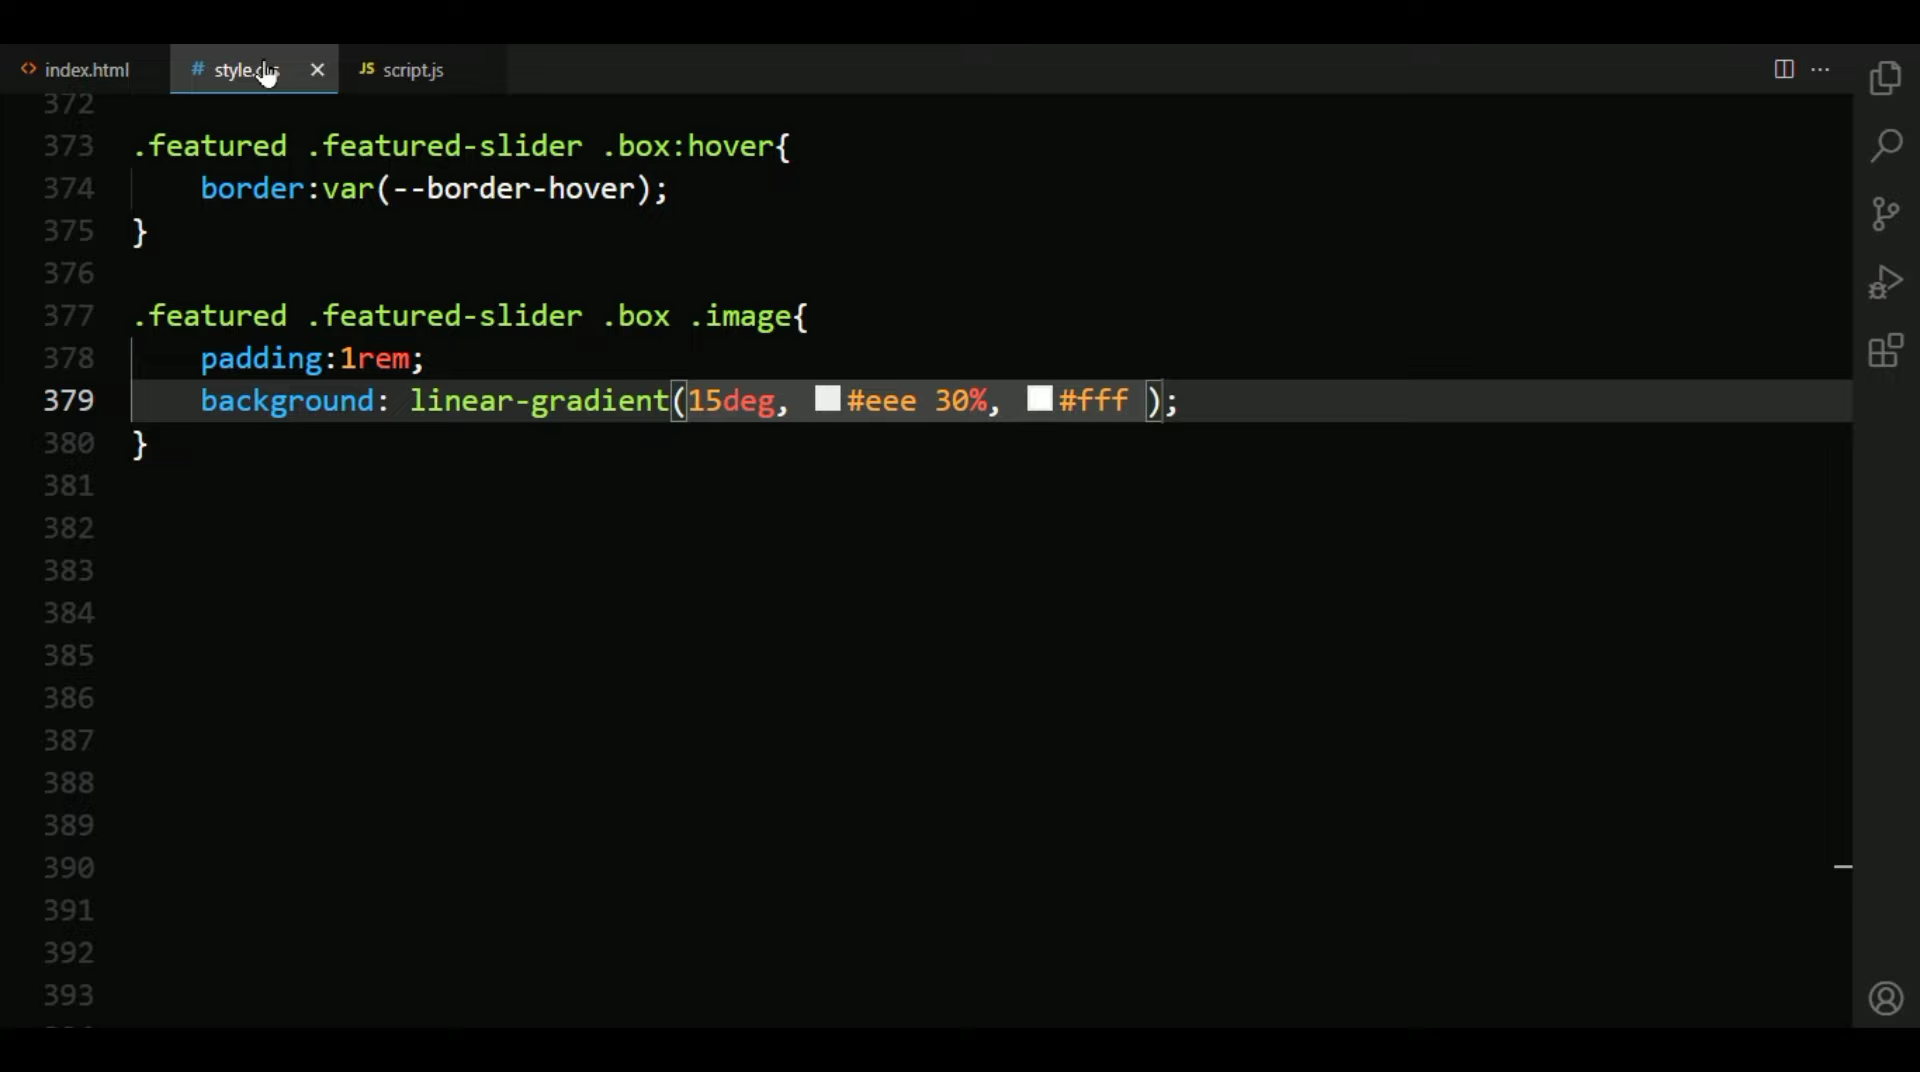 index.html style.css script.js
372
373 .featured .featured-slider .box:hover{
374 border:var(--border-hover);
375 }
376
377 .featured .featured-slider .box .image{
378 padding:1rem;
379 background: linear-gradient(15deg, #eee 30%, #fff );
380 }
381
382
383
384
385
386
387
388
389
390
391
392
393